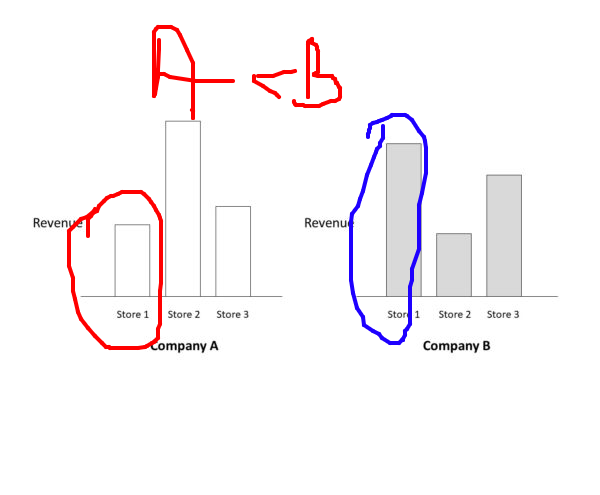 A < b
Revenue
Store 1 Store 2 Store 3
Company A
Revenue
Store 1 Store 2 Store 3
Company B